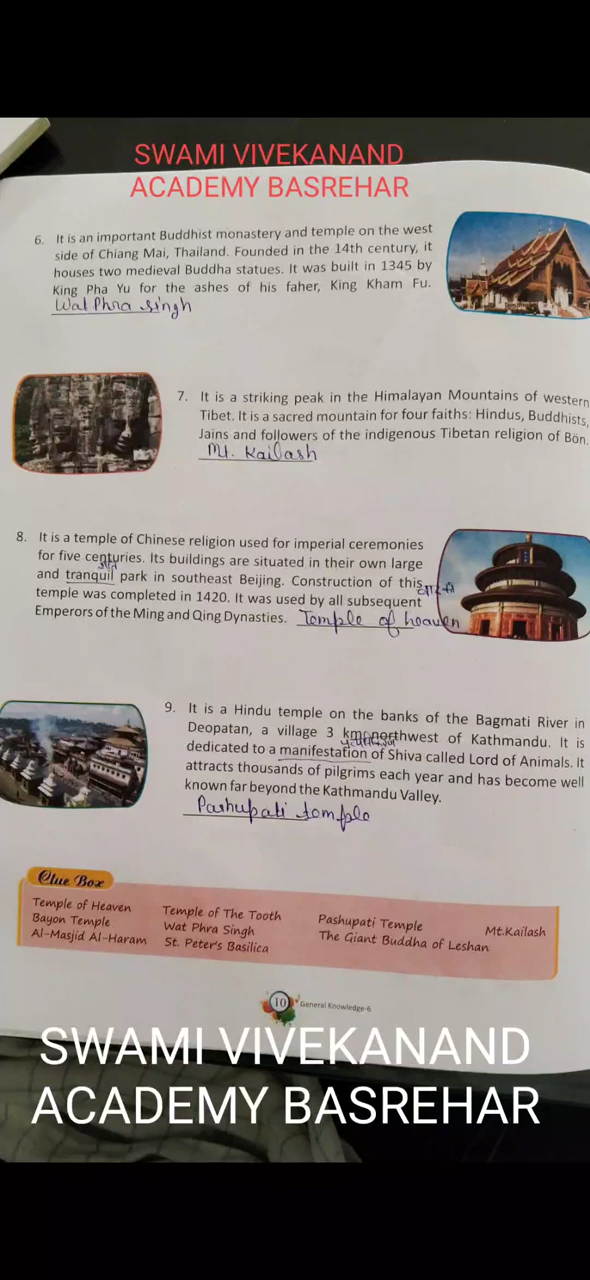 SWAMI VIVEKANAND
ACADEMY BASREHAR
6. It is an important Buddhist monastery and temple on the west
side of Chiang Mai, Thailand. Founded in the 14th century, it
houses two medieval Buddha statues. It was built in 1345 by
King Pha Yu for the ashes of his faher, King Kham Fu.
Wat Phra singh
7. It is a striking peak in the Himalayan Mountains of western
Tibet. It is a sacred mountain for four faiths: Hindus, Buddhists,
Jains and followers of the indigenous Tibetan religion of Bön.
Mt. Kailash
8. It is a temple of Chinese religion used for imperial ceremonies
for five centuries. Its buildings are situated in their own large
and tranquil park in southeast Beijing. Construction of this
temple was completed in 1420. It was used by all subsequent
Emperors of the Ming and Qing Dynasties. Temple of heaven
9. It is a Hindu temple on the banks of the Bagmati River in
Deopatan, a village 3 km northwest of Kathmandu. It is
dedicated to a manifestation of Shiva called Lord of Animals. It
attracts thousands of pilgrims each year and has become well
known far beyond the Kathmandu Valley.
Pashupati temple
Clue Box
Temple of Heaven Temple of The Tooth Pashupati Temple Mt.Kailash
Bayon Temple Wat Phra Singh The Giant Buddha of Leshan
Al-Masjid Al-Haram St. Peter's Basilica
10 General Knowledge-6
SWAMI VIVEKANAND
ACADEMY BASREHAR